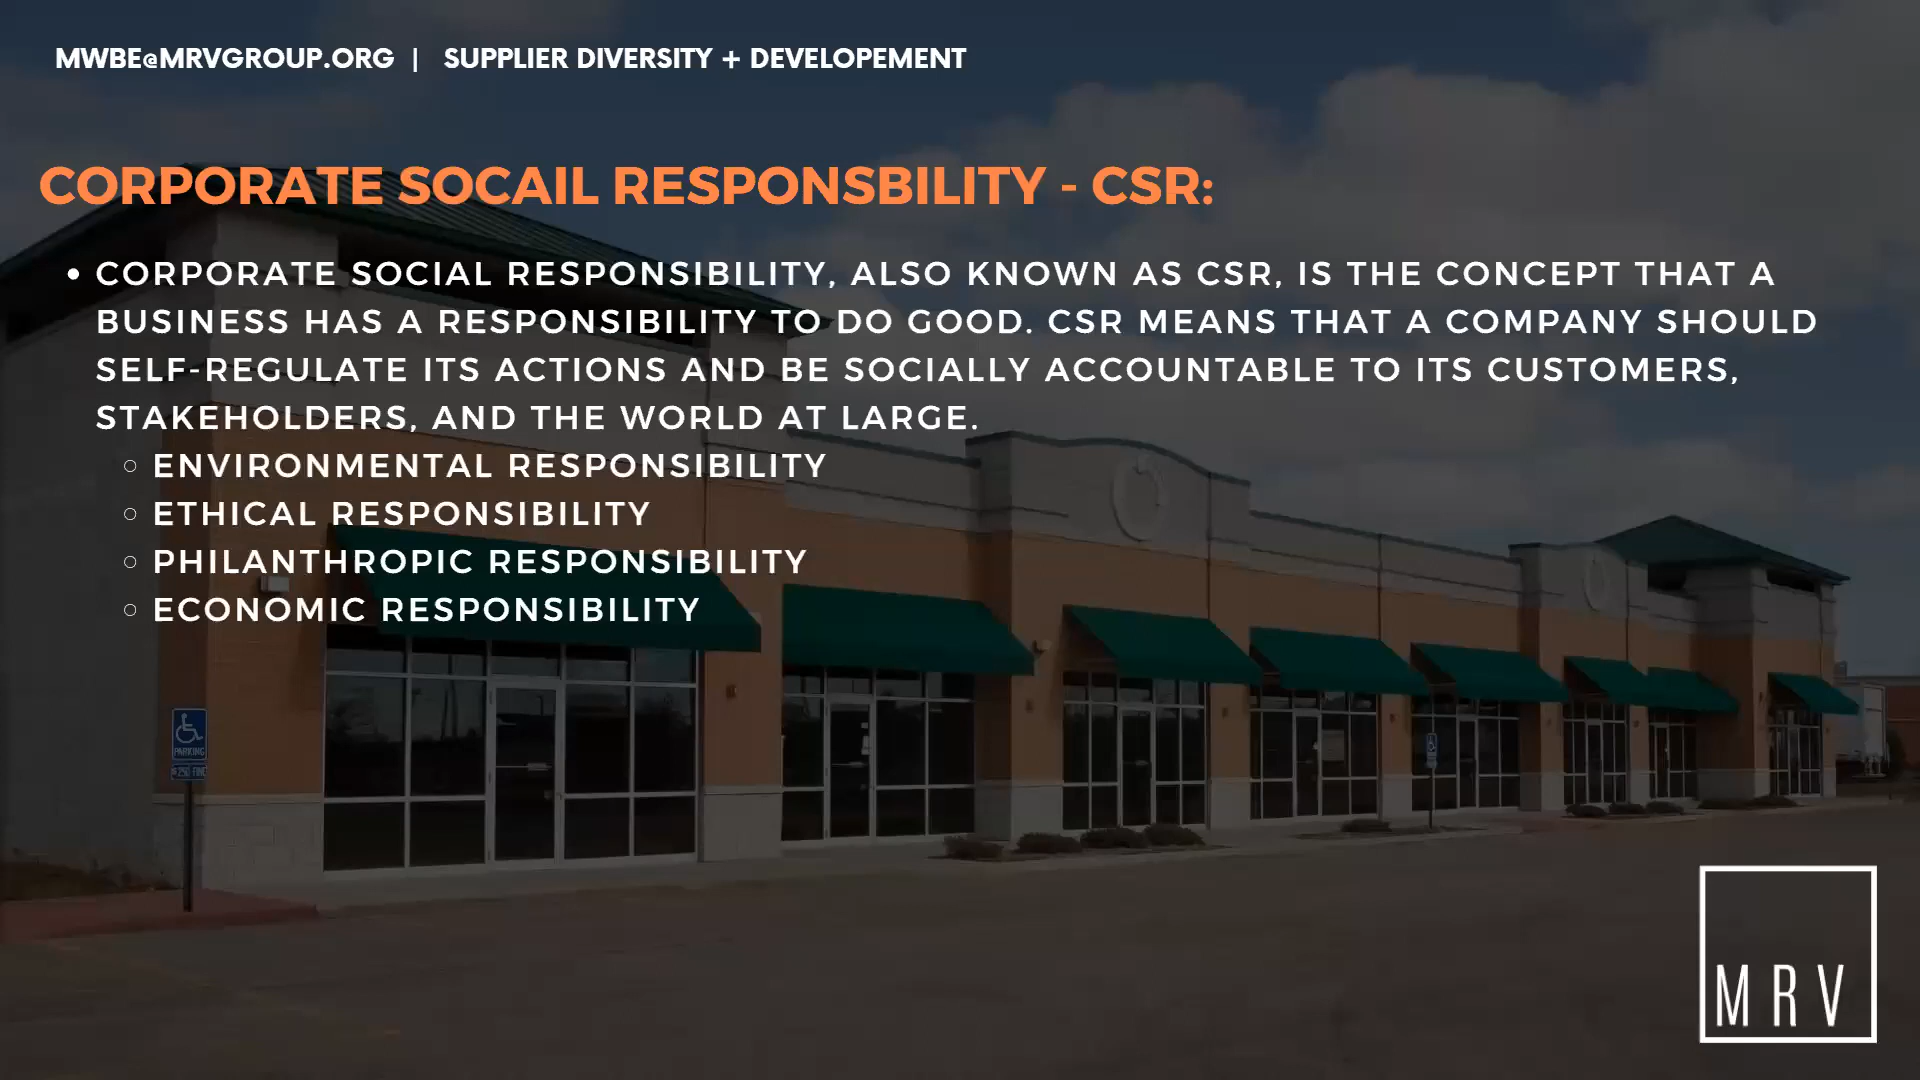 MWBE@MRVGROUP.ORG | SUPPLIER DIVERSITY + DEVELOPEMENT
CORPORATE SOCAIL RESPONSBILITY - CSR:
• CORPORATE SOCIAL RESPONSIBILITY, ALSO KNOWN AS CSR, IS THE CONCEPT THAT A
BUSINESS HAS A RESPONSIBILITY TO DO GOOD. CSR MEANS THAT A COMPANY SHOULD
SELF-REGULATE ITS ACTIONS AND BE SOCIALLY ACCOUNTABLE TO ITS CUSTOMERS,
STAKEHOLDERS, AND THE WORLD AT LARGE.
○ ENVIRONMENTAL RESPONSIBILITY
○ ETHICAL RESPONSIBILITY
○ PHILANTHROPIC RESPONSIBILITY
○ ECONOMIC RESPONSIBILITY
PARKING
$250 FINE
MRV